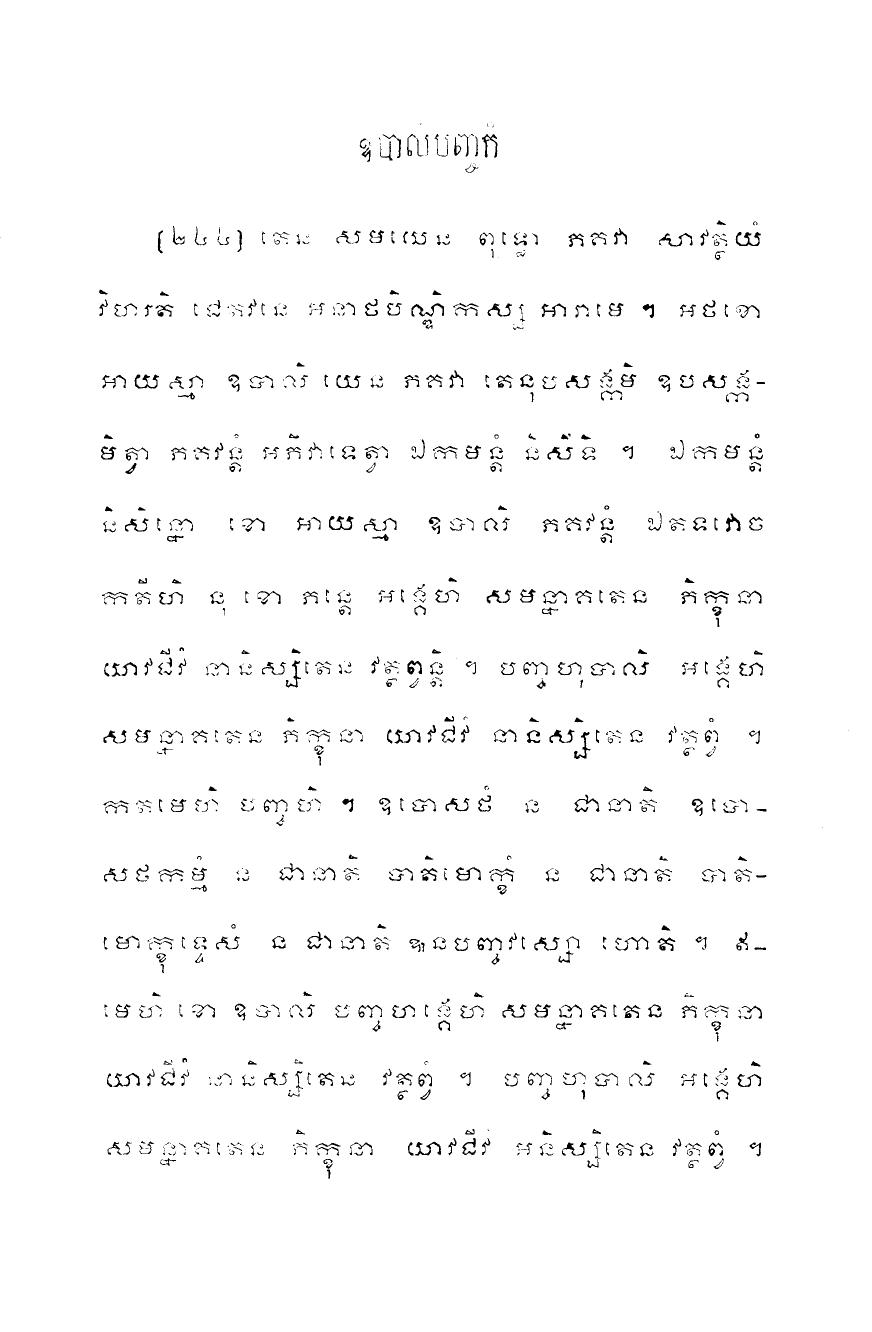 ឧបាលិបញ្ចកំ
(២៤៤) តេន សមយេន ពុទ្ធោ ភគវា សាវត្ថិយំ
វិហរតិ ជេតវនេ អនាថបិណ្ឌិកស្ស អារាមេ ។ អថខោ
អាយស្មា ឧបាលិ យេន ភគវា តេនុបសង្កមិ ឧបសង្ក-
មិត្វា ភគវន្តំ អភិវាទេត្វា ឯកមន្តំ និសីទិ ។ ឯកមន្តំ
និសិន្នោ ខោ អាយស្មា ឧបាលិ ភគវន្តំ ឯតទវោច
កតីហិ នុ ខោ ភន្តេ អង្គេហិ សមន្នាគតេន ភិក្ខុនា
យាវជីវំ នានិស្សិតេន វត្ថព្វន្តិ ។ បញ្ចហុបាលិ អង្គេហិ
សមន្នាគតេន ភិក្ខុនា យាវជីវំ នានិស្សិតេន វត្ថព្វំ ។
កតមេហិ បញ្ចហិ ។ ឧបោសថំ ន ជានាតិ ឧបោ-
សថកម្មំ ន ជានាតិ បាតិមោក្ខំ ន ជានាតិ បាតិ-
មោក្ខុទ្ទេសំ ន ជានាតិ ឩនបញ្ចវស្សោ ហោតិ ។ ឥ-
មេហិ ខោ ឧបាលិ បញ្ចហង្គេហិ សមន្នាគតេន ភិក្ខុនា
យាវជីវំ នានិស្សិតេន វត្ថព្វំ ។ បញ្ចហុបាលិ អង្គេហិ
សមន្នាគតេន ភិក្ខុនា យាវជីវំ អនិស្សិតេន វត្ថព្វំ ។